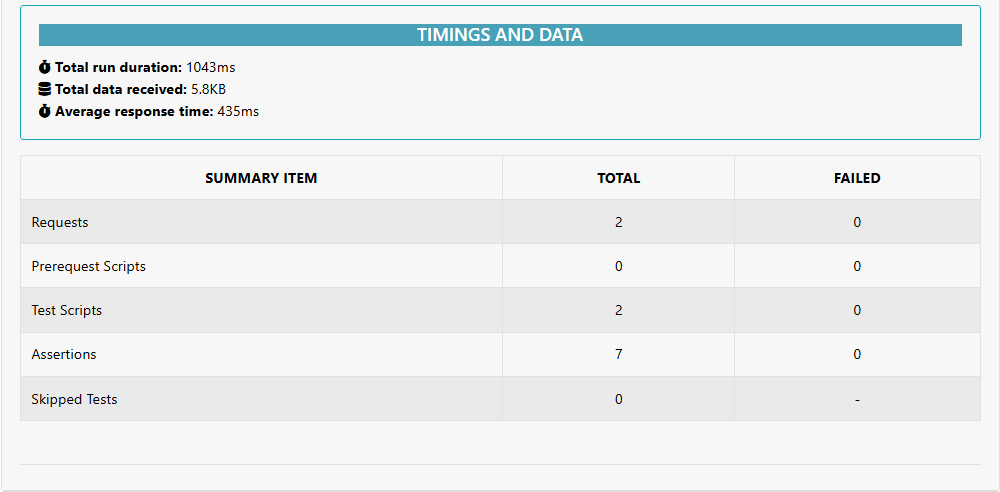 TIMINGS AND DATA
Total run duration: 1043ms
Total data received: 5.8KB
Average response time: 435ms
SUMMARY ITEM TOTAL FAILED
Requests 2 0
Prerequest Scripts 0 0
Test Scripts 2 0
Assertions 7 0
Skipped Tests 0 -